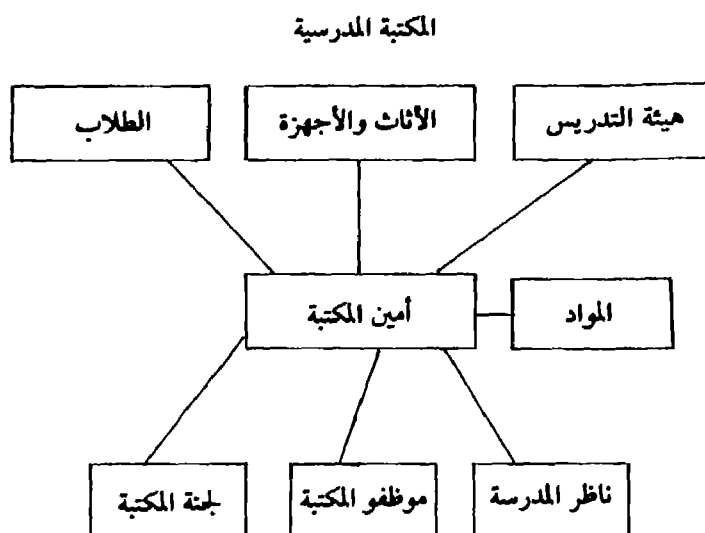 المكتبة المدرسية
هيئة التدريس
الأثاث والأجهزة
الطلاب
المواد
أمين المكتبة
ناظر المدرسة
موظفو المكتبة
لجنة المكتبة